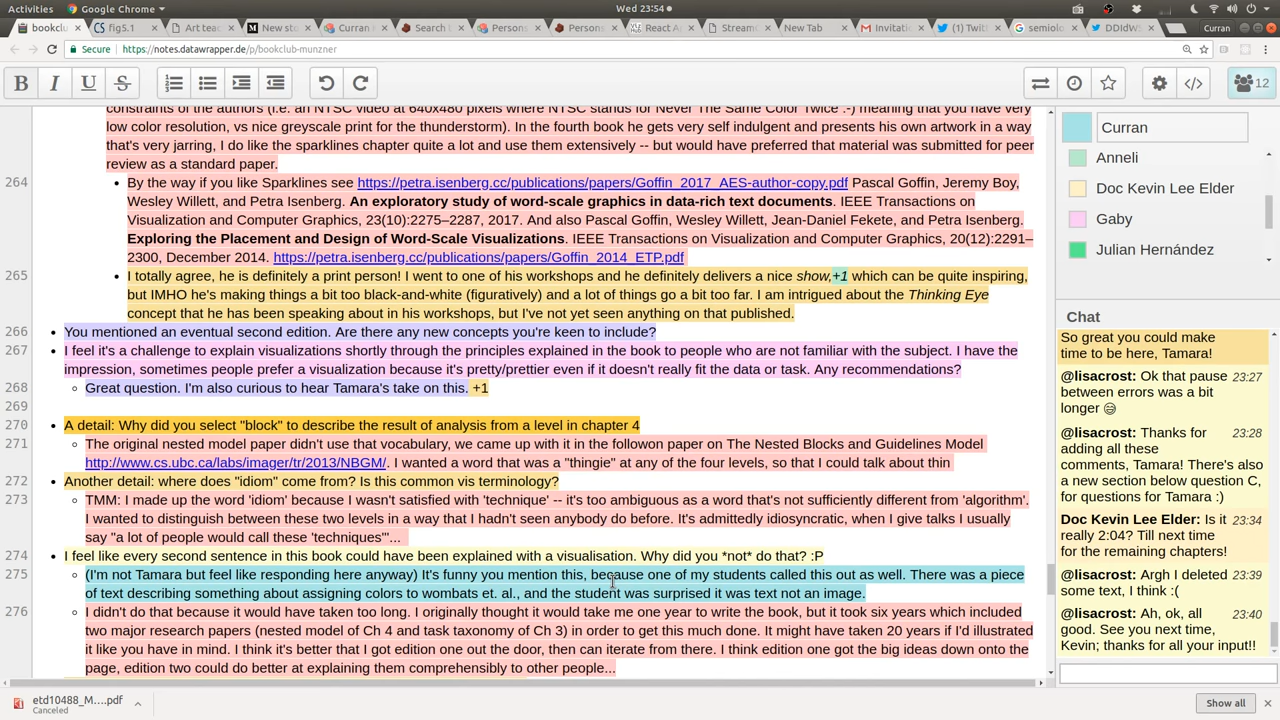 Activities Google Chrome Wed 23:54 Curran
bookclu CS fig5.1 Art teac New sto Curran Search Persons Persons React A StreamU New Tab Invitatio (1) Twitt semiolo DDIdWS
Secure https://notes.datawrapper.de/p/bookclub-munzner
B I U S 12
constraints of the authors (i.e. an NTSC video at 640x480 pixels where NTSC stands for Never The Same Color Twice :-) meaning that you have very
low color resolution, vs nice greyscale print for the thunderstorm). In the fourth book he gets very self indulgent and presents his own artwork in a way
that's very jarring, I do like the sparklines chapter quite a lot and use them extensively -- but would have preferred that material was submitted for peer
review as a standard paper.
264 By the way if you like Sparklines see https://petra.isenberg.cc/publications/papers/Goffin_2017_AES-author-copy.pdf Pascal Goffin, Jeremy Boy,
Wesley Willett, and Petra Isenberg. An exploratory study of word-scale graphics in data-rich text documents. IEEE Transactions on
Visualization and Computer Graphics, 23(10):2275–2287, 2017. And also Pascal Goffin, Wesley Willett, Jean-Daniel Fekete, and Petra Isenberg.
Exploring the Placement and Design of Word-Scale Visualizations. IEEE Transactions on Visualization and Computer Graphics, 20(12):2291–
2300, December 2014. https://petra.isenberg.cc/publications/papers/Goffin_2014_ETP.pdf
265 I totally agree, he is definitely a print person! I went to one of his workshops and he definitely delivers a nice show,+1 which can be quite inspiring,
but IMHO he's making things a bit too black-and-white (figuratively) and a lot of things go a bit too far. I am intrigued about the Thinking Eye
concept that he has been speaking about in his workshops, but I've not yet seen anything on that published.
266 You mentioned an eventual second edition. Are there any new concepts you're keen to include?
267 I feel it's a challenge to explain visualizations shortly through the principles explained in the book to people who are not familiar with the subject. I have the
impression, sometimes people prefer a visualization because it's pretty/prettier even if it doesn't really fit the data or task. Any recommendations?
268 Great question. I'm also curious to hear Tamara's take on this. +1
269
270 A detail: Why did you select "block" to describe the result of analysis from a level in chapter 4
271 The original nested model paper didn't use that vocabulary, we came up with it in the followon paper on The Nested Blocks and Guidelines Model
http://www.cs.ubc.ca/labs/imager/tr/2013/NBGM/. I wanted a word that was a "thingie" at any of the four levels, so that I could talk about thin
272 Another detail: where does "idiom" come from? Is this common vis terminology?
273 TMM: I made up the word 'idiom' because I wasn't satisfied with 'technique' -- it's too ambiguous as a word that's not sufficiently different from 'algorithm'.
I wanted to distinguish between these two levels in a way that I hadn't seen anybody do before. It's admittedly idiosyncratic, when I give talks I usually
say "a lot of people would call these 'techniques'"...
274 I feel like every second sentence in this book could have been explained with a visualisation. Why did you *not* do that? :P
275 (I'm not Tamara but feel like responding here anyway) It's funny you mention this, because one of my students called this out as well. There was a piece
of text describing something about assigning colors to wombats et. al., and the student was surprised it was text not an image.
276 I didn't do that because it would have taken too long. I originally thought it would take me one year to write the book, but it took six years which included
two major research papers (nested model of Ch 4 and task taxonomy of Ch 3) in order to get this much done. It might have taken 20 years if I'd illustrated
it like you have in mind. I think it's better that I got edition one out the door, then can iterate from there. I think edition one got the big ideas down onto the
page, edition two could do better at explaining them comprehensibly to other people...
Curran
Anneli
Doc Kevin Lee Elder
Gaby
Julian Hernández
Chat
So great you could make
time to be here, Tamara!
@lisacrost: Ok that pause 23:27
between errors was a bit
longer 😅
@lisacrost: Thanks for 23:28
adding all these
comments, Tamara! There's also
a new section below question C,
for questions for Tamara :)
Doc Kevin Lee Elder: Is it 23:34
really 2:04? Till next time
for the remaining chapters!
@lisacrost: Argh I deleted 23:39
some text, I think :(
@lisacrost: Ah, ok, all 23:40
good. See you next time,
Kevin; thanks for all your input!!
etd10488_M....pdf
Canceled
Show all